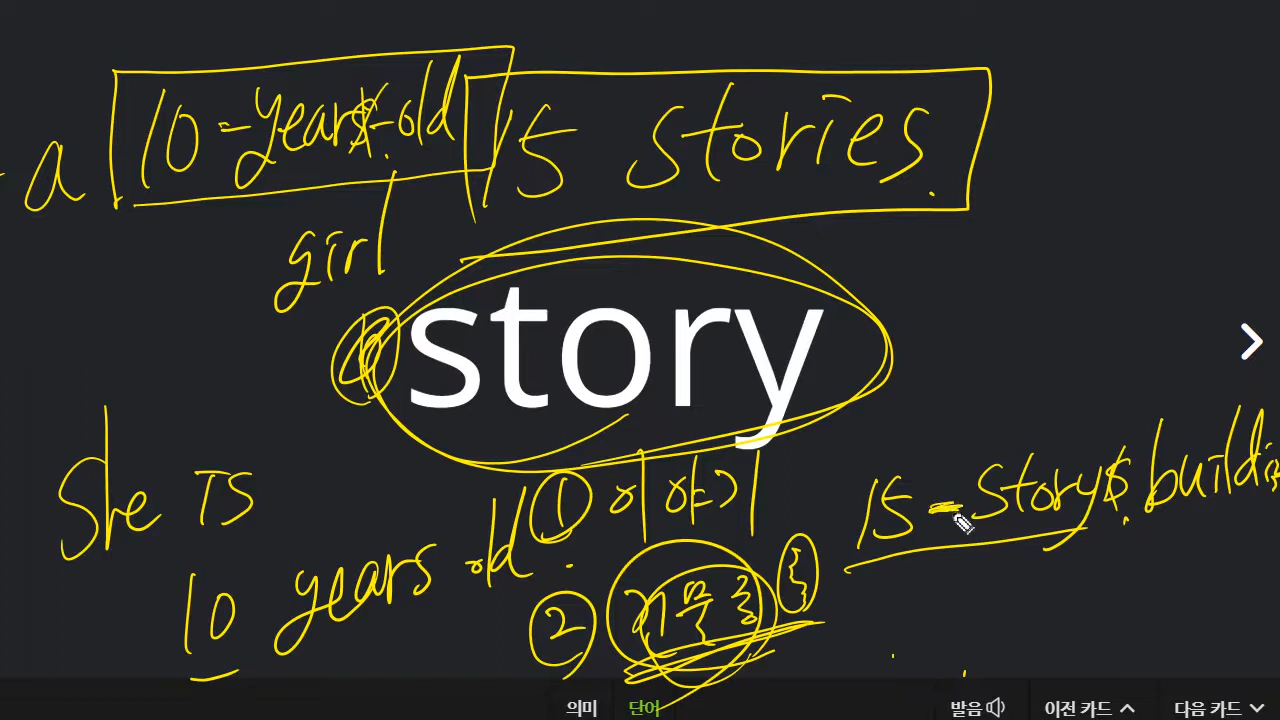 a 10-years-old
15 stories.
girl
story
She is
10 years old.
① 이야기
② 건물 층
층
15-storys building
의미 단어 발음 이전 카드 다음 카드